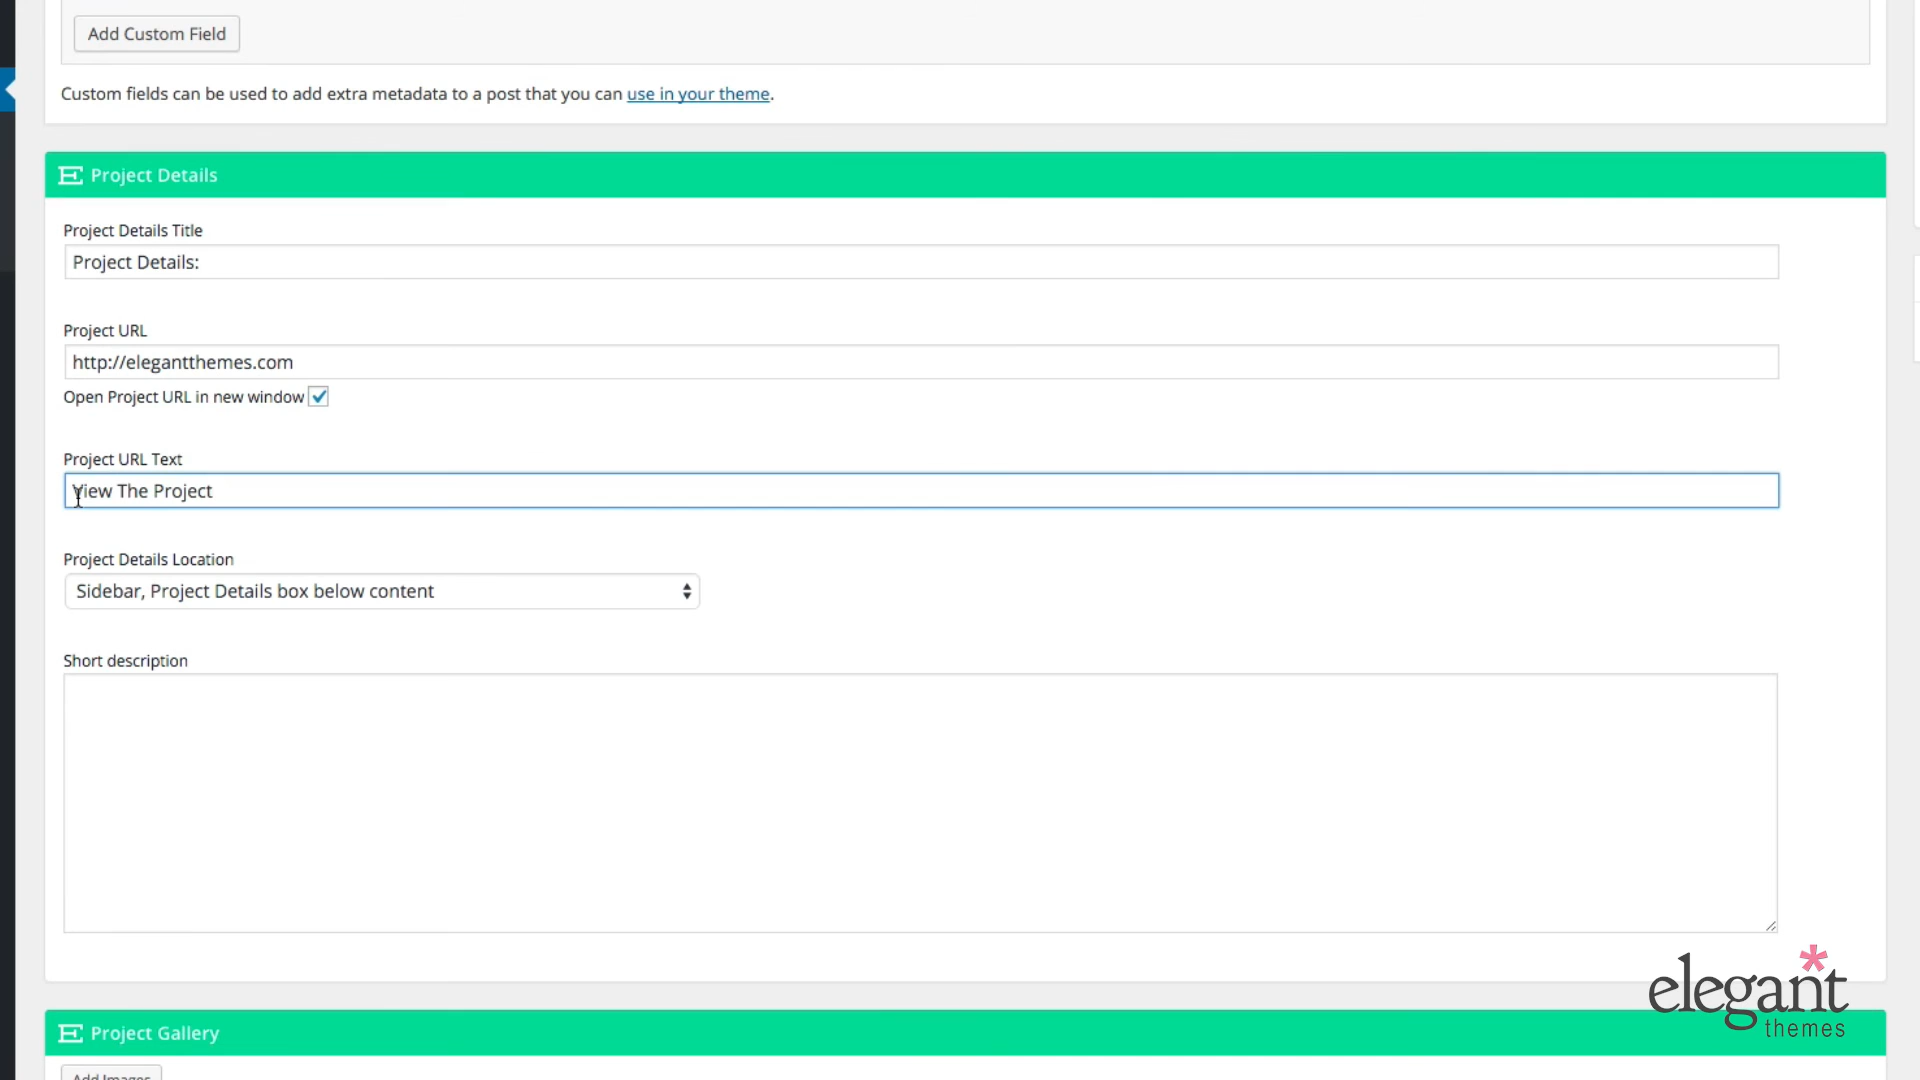 Add Custom Field
Custom fields can be used to add extra metadata to a post that you can use in your theme.
Project Details
Project Details Title
Project Details:
Project URL
http://elegantthemes.com
Open Project URL in new window
Project URL Text
View The Project
Project Details Location
Sidebar, Project Details box below content
Short description
elegant
themes
Project Gallery
Add Images